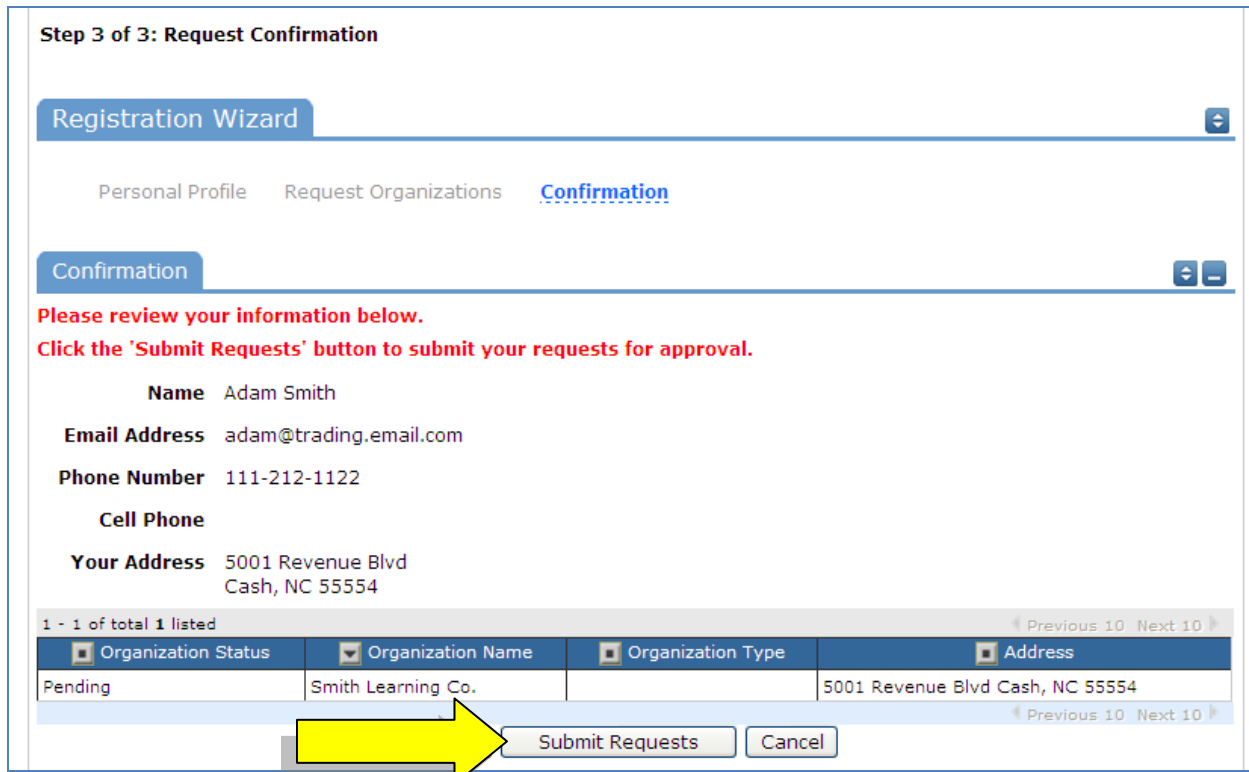 Step 3 of 3: Request Confirmation
Registration Wizard
Personal Profile Request Organizations Confirmation
Confirmation
Please review your information below.
Click the 'Submit Requests' button to submit your requests for approval.
Name Adam Smith
Email Address adam@trading.email.com
Phone Number 111-212-1122
Cell Phone
Your Address 5001 Revenue Blvd
Cash, NC 55554
1 - 1 of total 1 listed Previous 10 Next 10
Organization Status Organization Name Organization Type Address
Pending Smith Learning Co. 5001 Revenue Blvd Cash, NC 55554
Previous 10 Next 10
Submit Requests Cancel